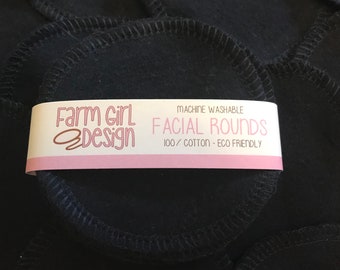 FARM GIRL
DESIGN
MACHINE WASHABLE
FACIAL ROUNDS
100% COTTON - ECO FRIENDLY